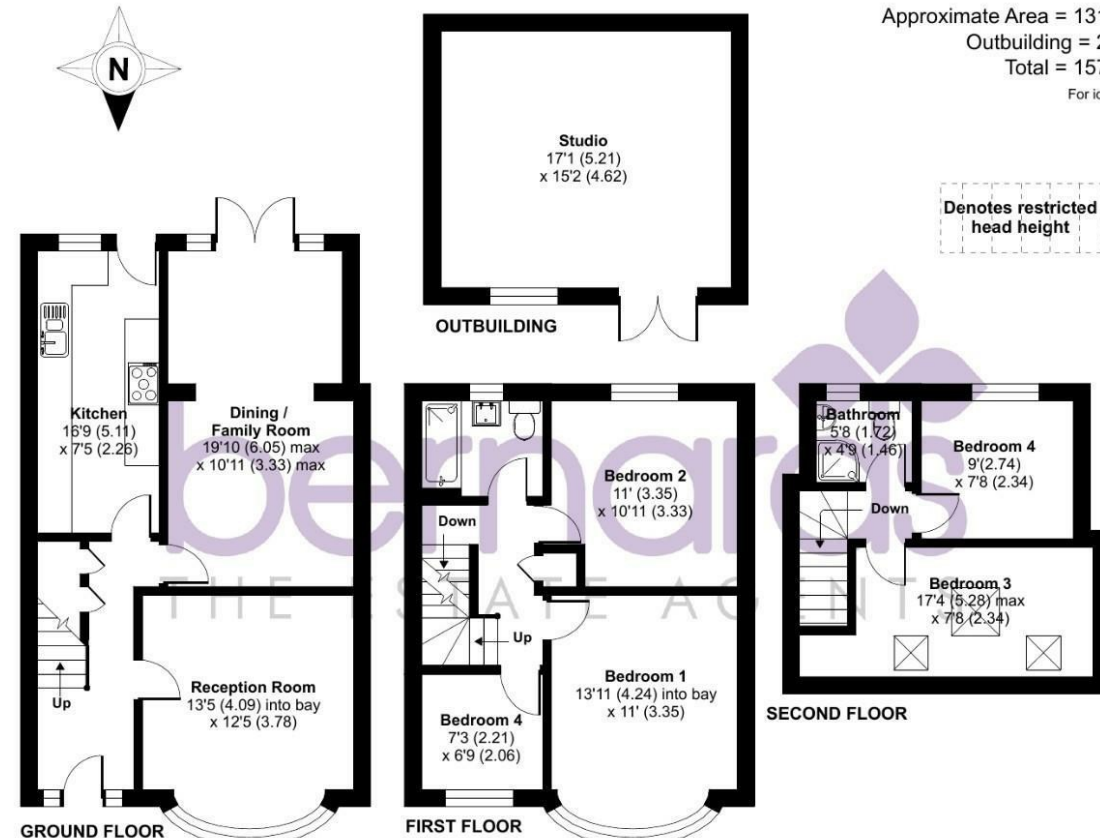 N
Approximate Area = 131
Outbuilding = 2
Total = 157
For id
Studio
17'1 (5.21)
x 15'2 (4.62)
Denotes restricted
head height
OUTBUILDING
Kitchen
16'9 (5.11)
x 7'5 (2.26)
Dining /
Family Room
19'10 (6.05) max
x 10'11 (3.33) max
Up
Reception Room
13'5 (4.09) into bay
x 12'5 (3.78)
GROUND FLOOR
Bedroom 2
11' (3.35)
x 10'11 (3.33)
Down
Up
Bedroom 1
13'11 (4.24) into bay
x 11' (3.35)
Bedroom 4
7'3 (2.21)
x 6'9 (2.06)
FIRST FLOOR
Bathroom
5'8 (1.72)
x 4'9 (1.46)
Bedroom 4
9'(2.74)
x 7'8 (2.34)
Down
Bedroom 3
17'4 (5.28) max
x 7'8 (2.34)
SECOND FLOOR
bernards
THE ESTATE AGENTS